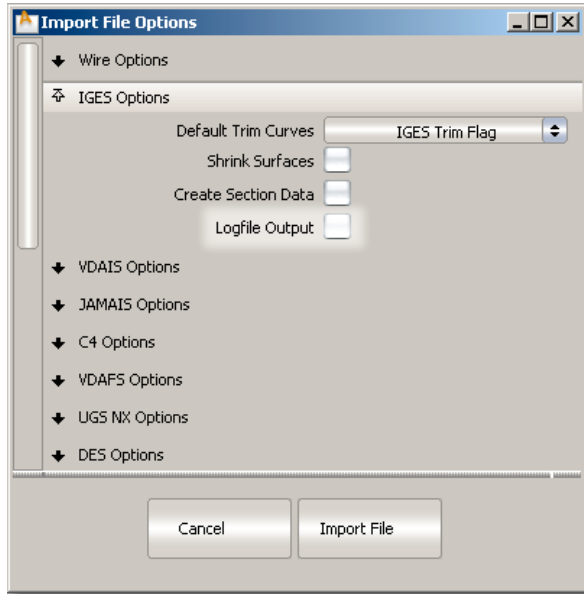 Import File Options
Wire Options
IGES Options
Default Trim Curves IGES Trim Flag
Shrink Surfaces
Create Section Data
Logfile Output
VDAIS Options
JAMAIS Options
C4 Options
VDAFS Options
UGS NX Options
DES Options
Cancel Import File